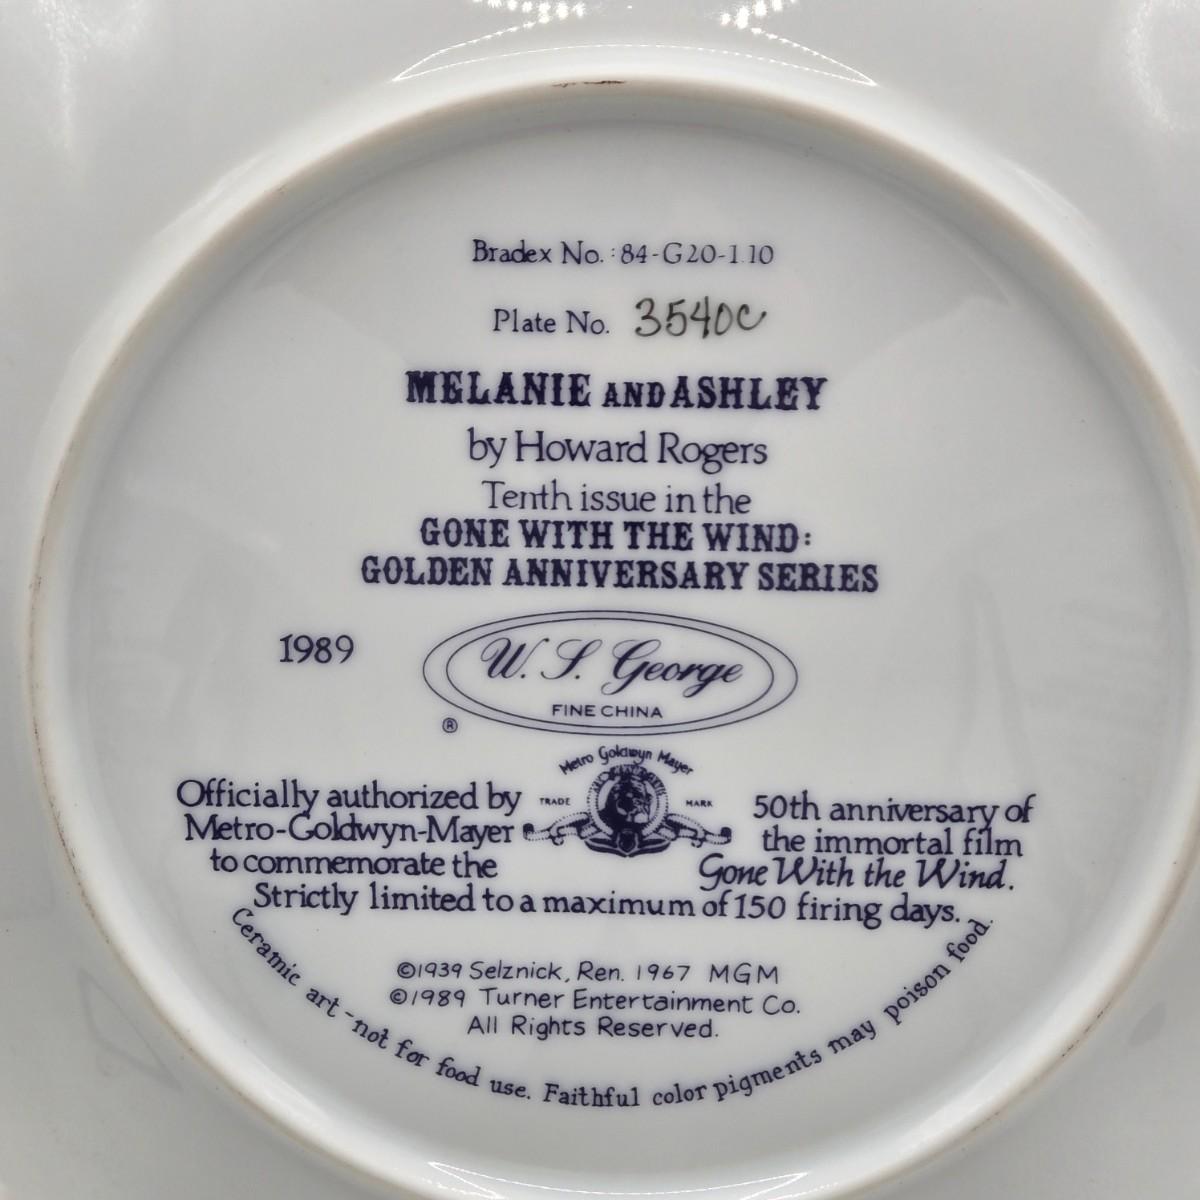 Bradex No.: 84-G20-1.10
Plate No. 3540C
MELANIE AND ASHLEY
by Howard Rogers
Tenth issue in the
GONE WITH THE WIND:
GOLDEN ANNIVERSARY SERIES
1989
W. S. George
FINE CHINA
®
Metro Goldwyn Mayer
TRADE MARK
Officially authorized by
Metro-Goldwyn-Mayer
to commemorate the
50th anniversary of
the immortal film
Gone With the Wind.
Strictly limited to a maximum of 150 firing days.
©1939 Selznick, Ren. 1967 MGM
©1989 Turner Entertainment Co.
All Rights Reserved.
Ceramic art - not for food use. Faithful color pigments may poison food.